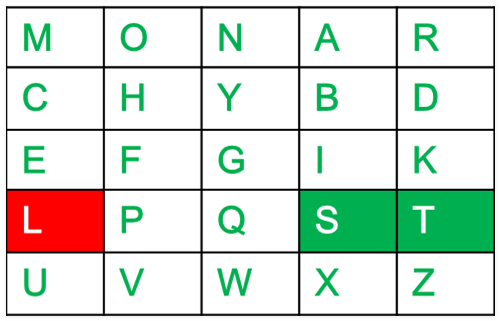 M O N A R
C H Y B D
E F G I K
L P Q S T
U V W X Z